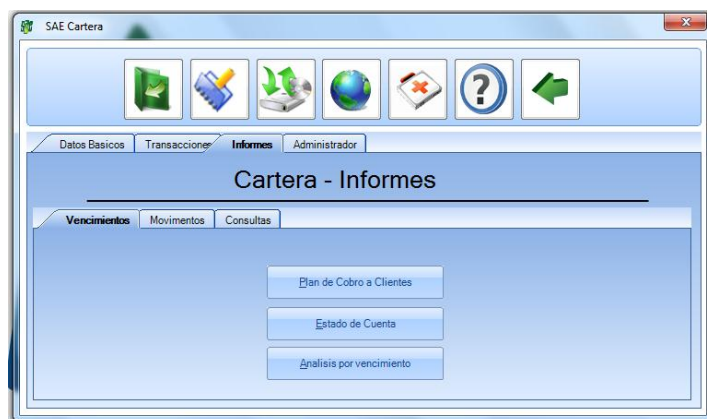 SAE Cartera
Datos Basicos Transacciones Informes Administrador
Cartera - Informes
Vencimientos Movimentos Consultas
Plan de Cobro a Clientes
Estado de Cuenta
Analisis por vencimiento